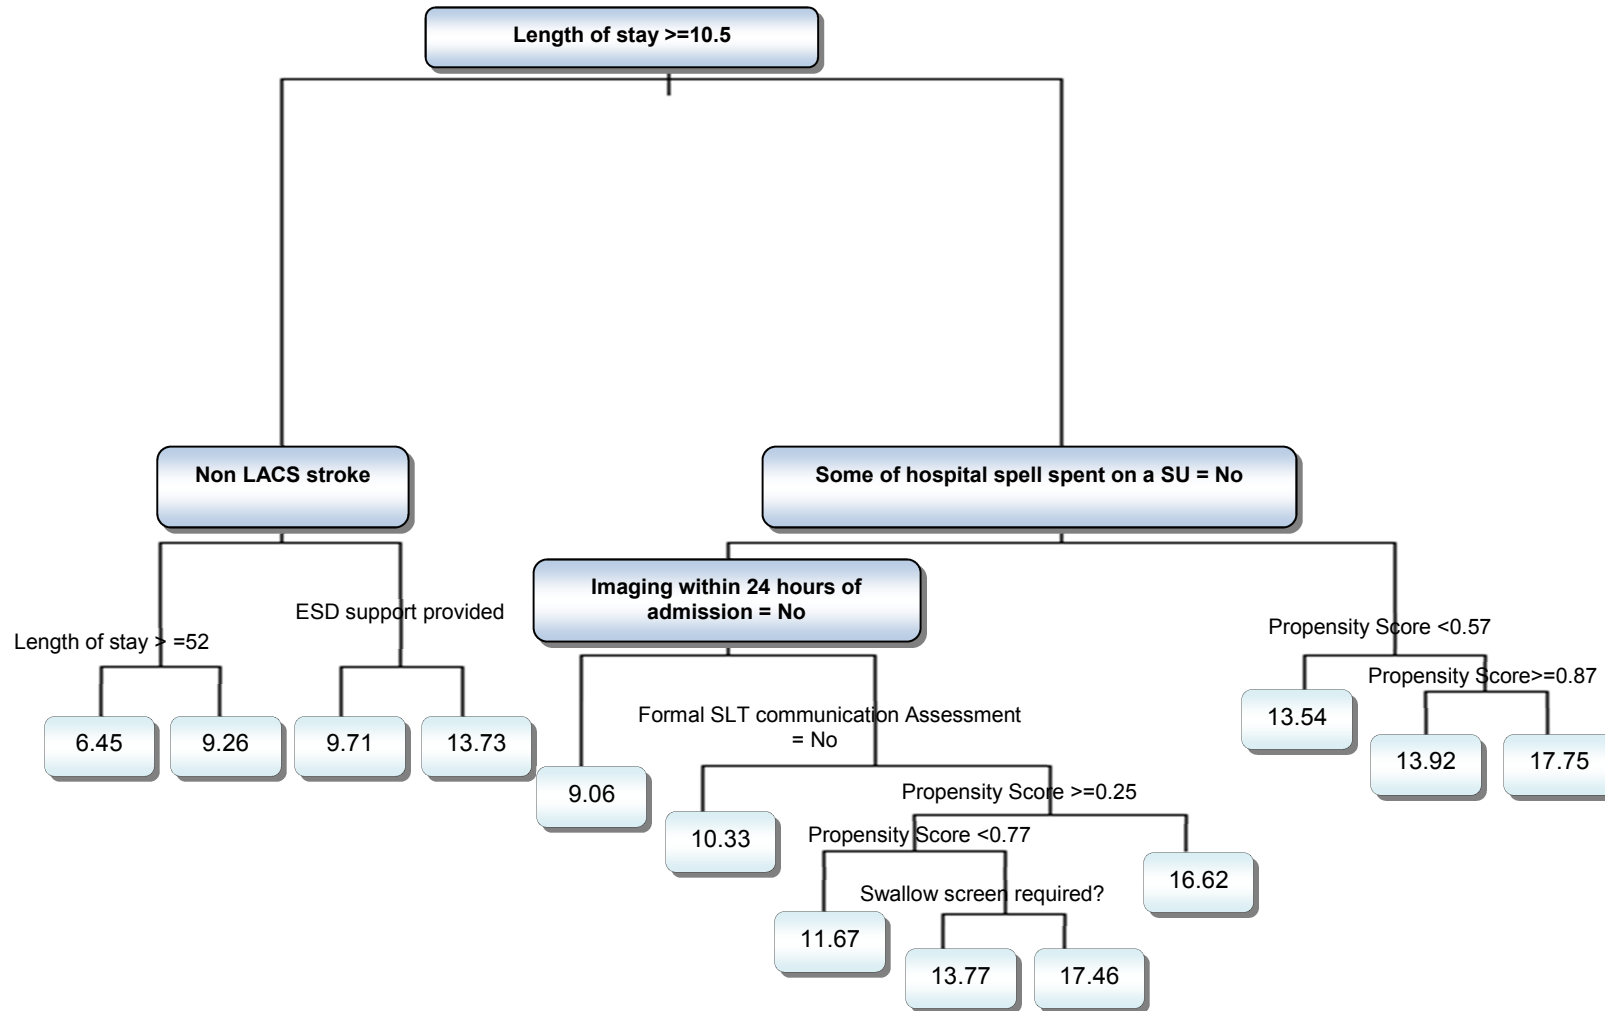 Length of stay >=10.5
Non LACS stroke
Some of hospital spell spent on a SU = No
Imaging within 24 hours of
admission = No
ESD support provided
Length of stay > =52
Propensity Score <0.57
Propensity Score>=0.87
6.45
9.26
9.71
13.73
Formal SLT communication Assessment
= No
13.54
13.92
17.75
9.06
Propensity Score >=0.25
10.33
Propensity Score <0.77
16.62
Swallow screen required?
11.67
13.77
17.46